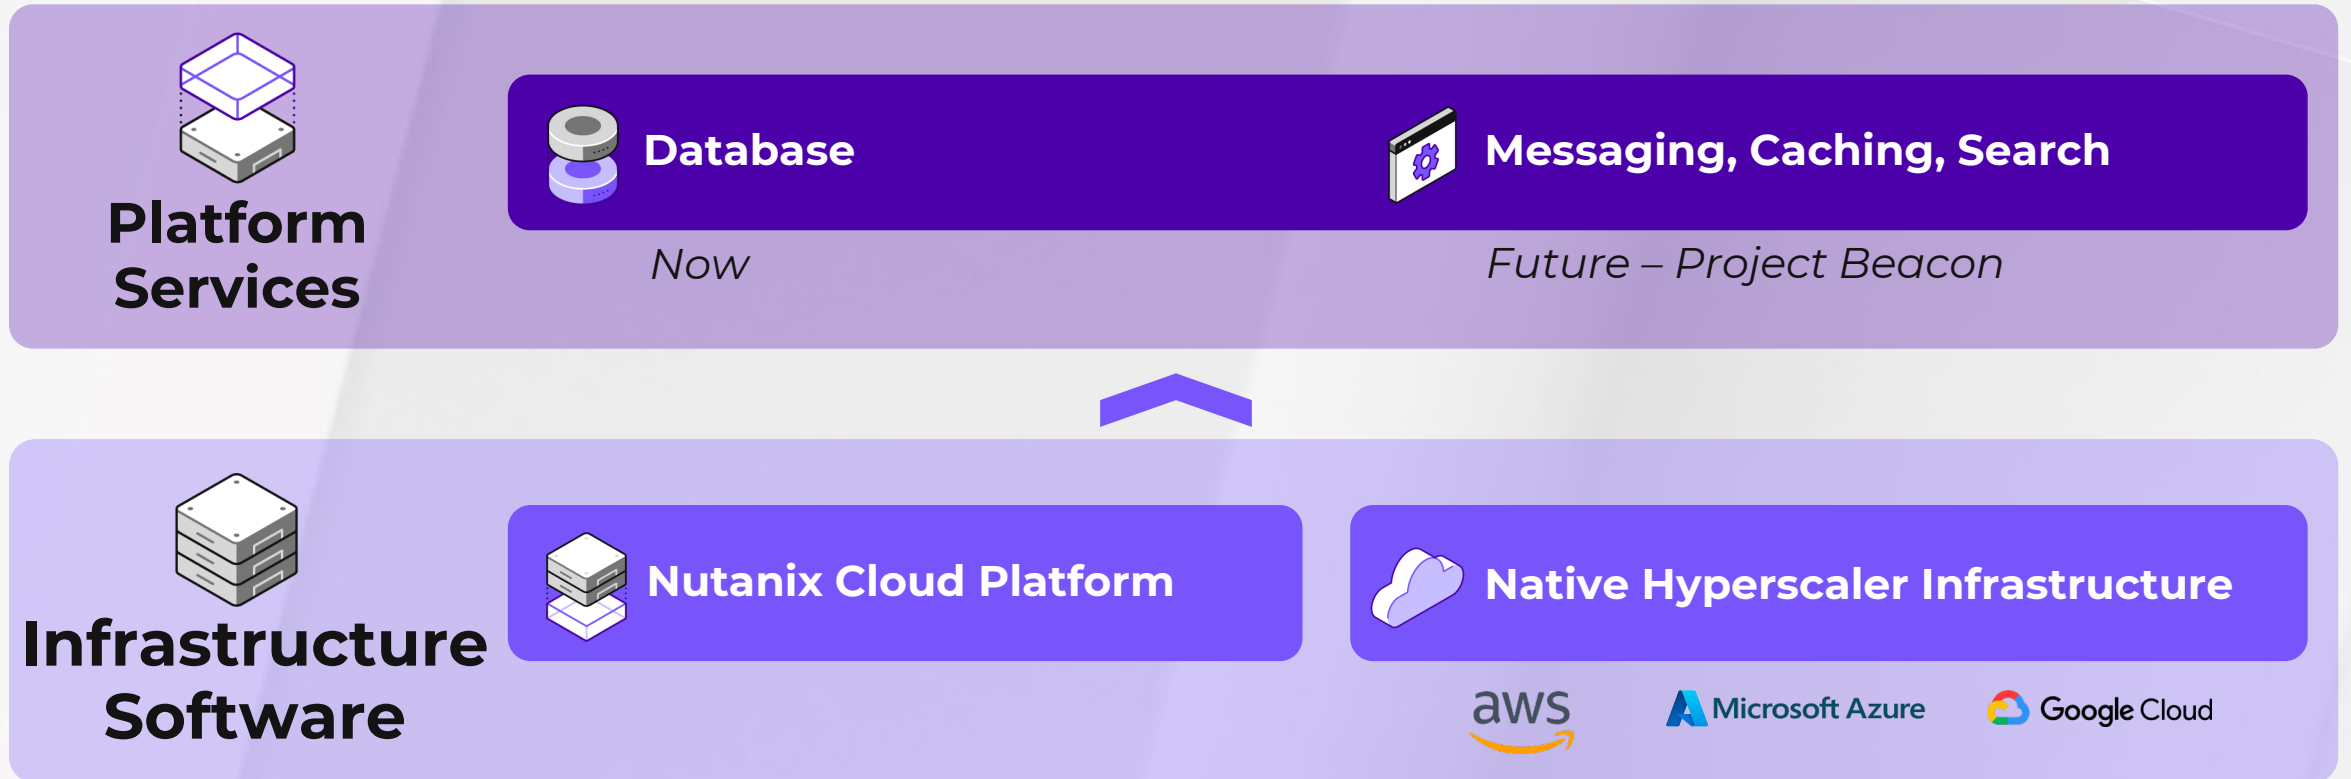 Platform
Services
Database
Messaging, Caching, Search
Now
Future – Project Beacon
Infrastructure
Software
Nutanix Cloud Platform
Native Hyperscaler Infrastructure
aws
Microsoft Azure
Google Cloud